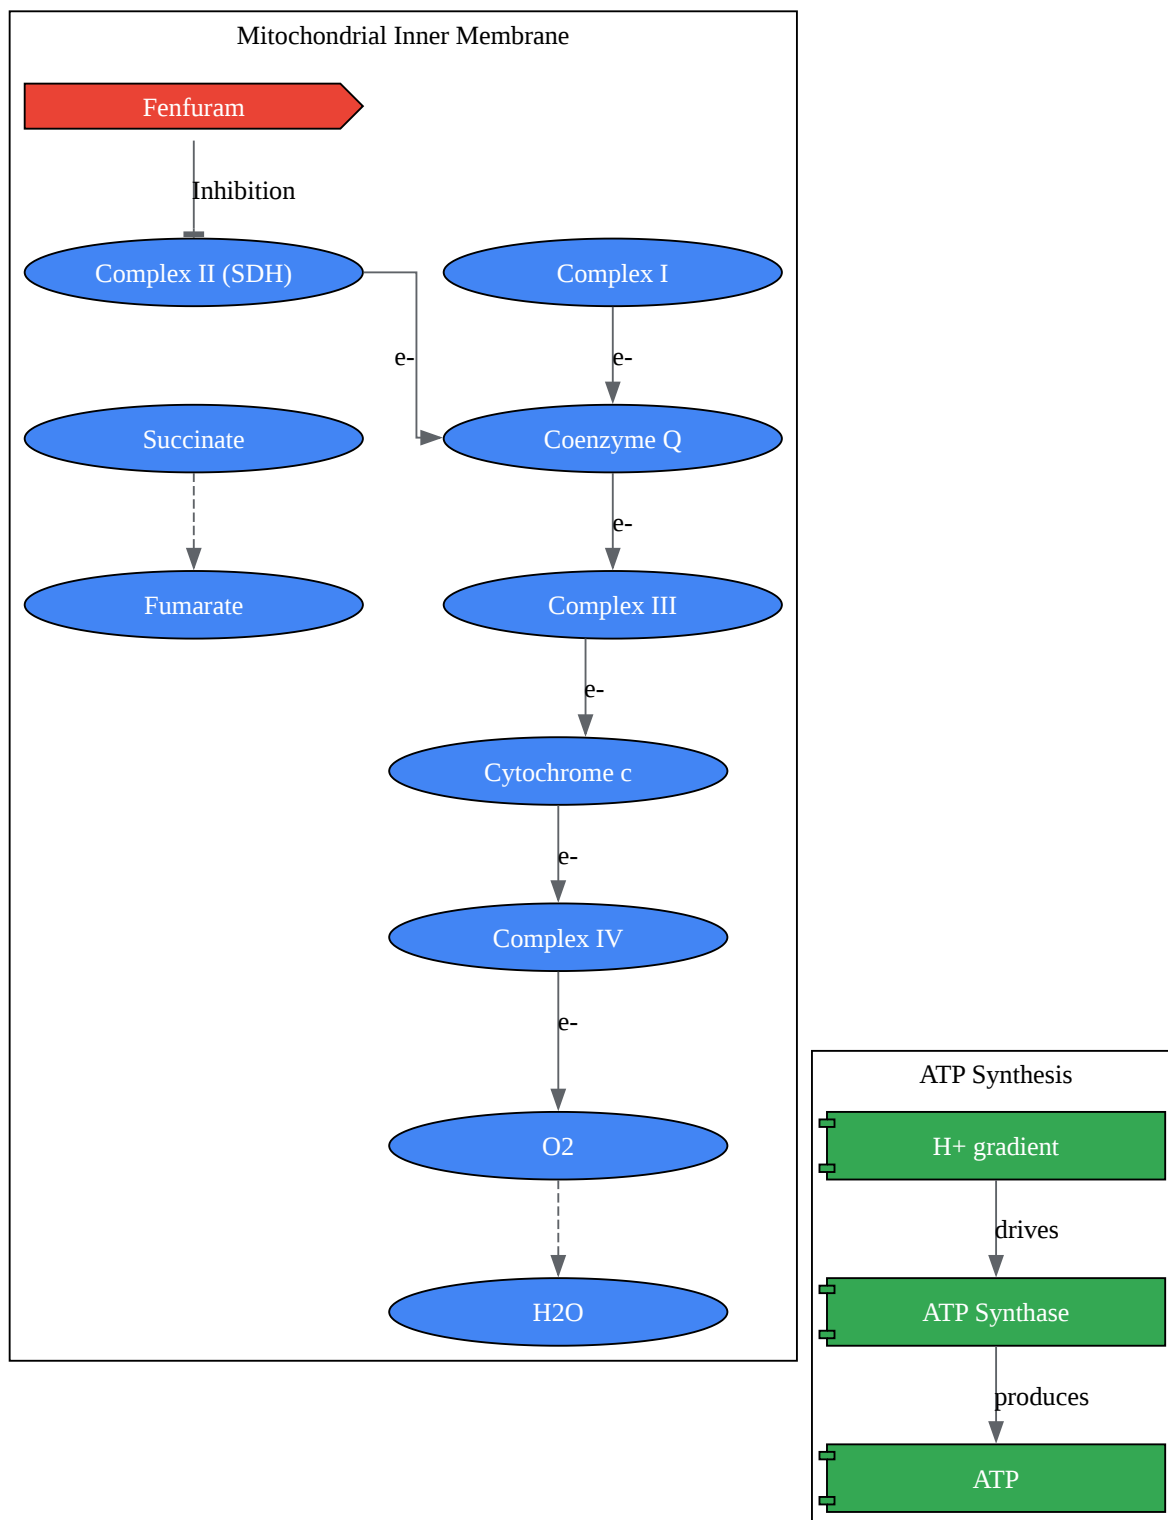 Mitochondrial Inner Membrane
Fenfuram
Inhibition
Complex II (SDH)
Complex I
e-
e-
Succinate
Coenzyme Q
e-
Fumarate
Complex III
e-
Cytochrome c
e-
Complex IV
e-
O2
H2O
ATP Synthesis
H+ gradient
drives
ATP Synthase
produces
ATP